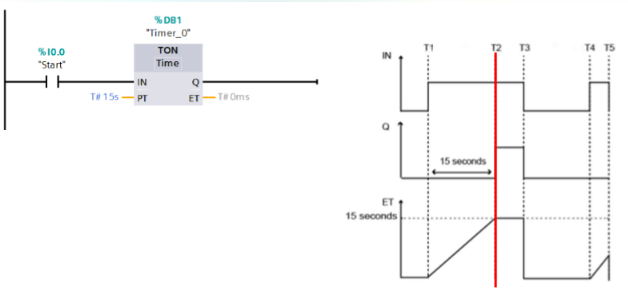 %DB1
"Timer_0"
%I0.0
"Start"
TON
Time
IN
Q
T# 15s
PT
ET
T# 0ms
T1
T2
T3
T4
T5
IN
Q
15 seconds
ET
15 seconds